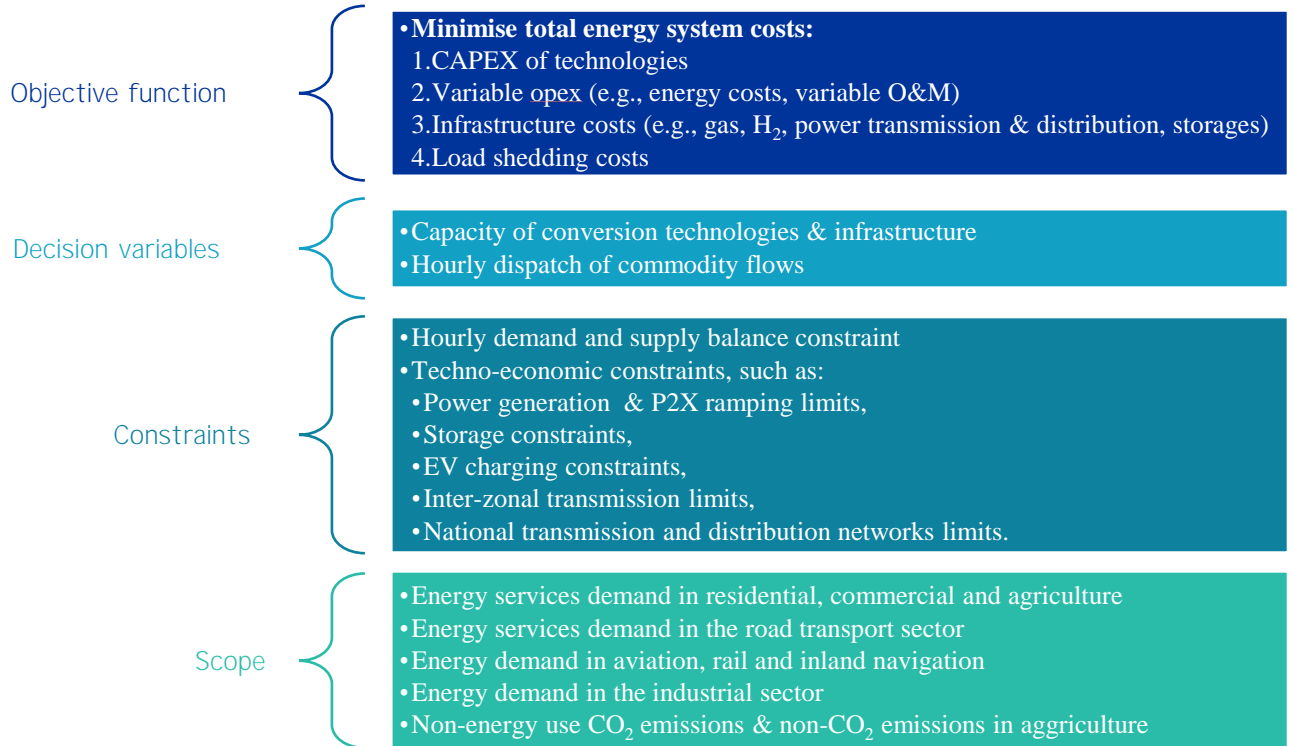 Objective function
•Minimise total energy system costs:
1.CAPEX of technologies
2.Variable opex (e.g., energy costs, variable O&M)
3.Infrastructure costs (e.g., gas, H₂, power transmission & distribution, storages)
4.Load shedding costs
Decision variables
•Capacity of conversion technologies & infrastructure
•Hourly dispatch of commodity flows
Constraints
•Hourly demand and supply balance constraint
•Techno-economic constraints, such as:
•Power generation & P2X ramping limits,
•Storage constraints,
•EV charging constraints,
•Inter-zonal transmission limits,
•National transmission and distribution networks limits.
Scope
•Energy services demand in residential, commercial and agriculture
•Energy services demand in the road transport sector
•Energy demand in aviation, rail and inland navigation
•Energy demand in the industrial sector
•Non-energy use CO₂ emissions & non-CO₂ emissions in aggriculture